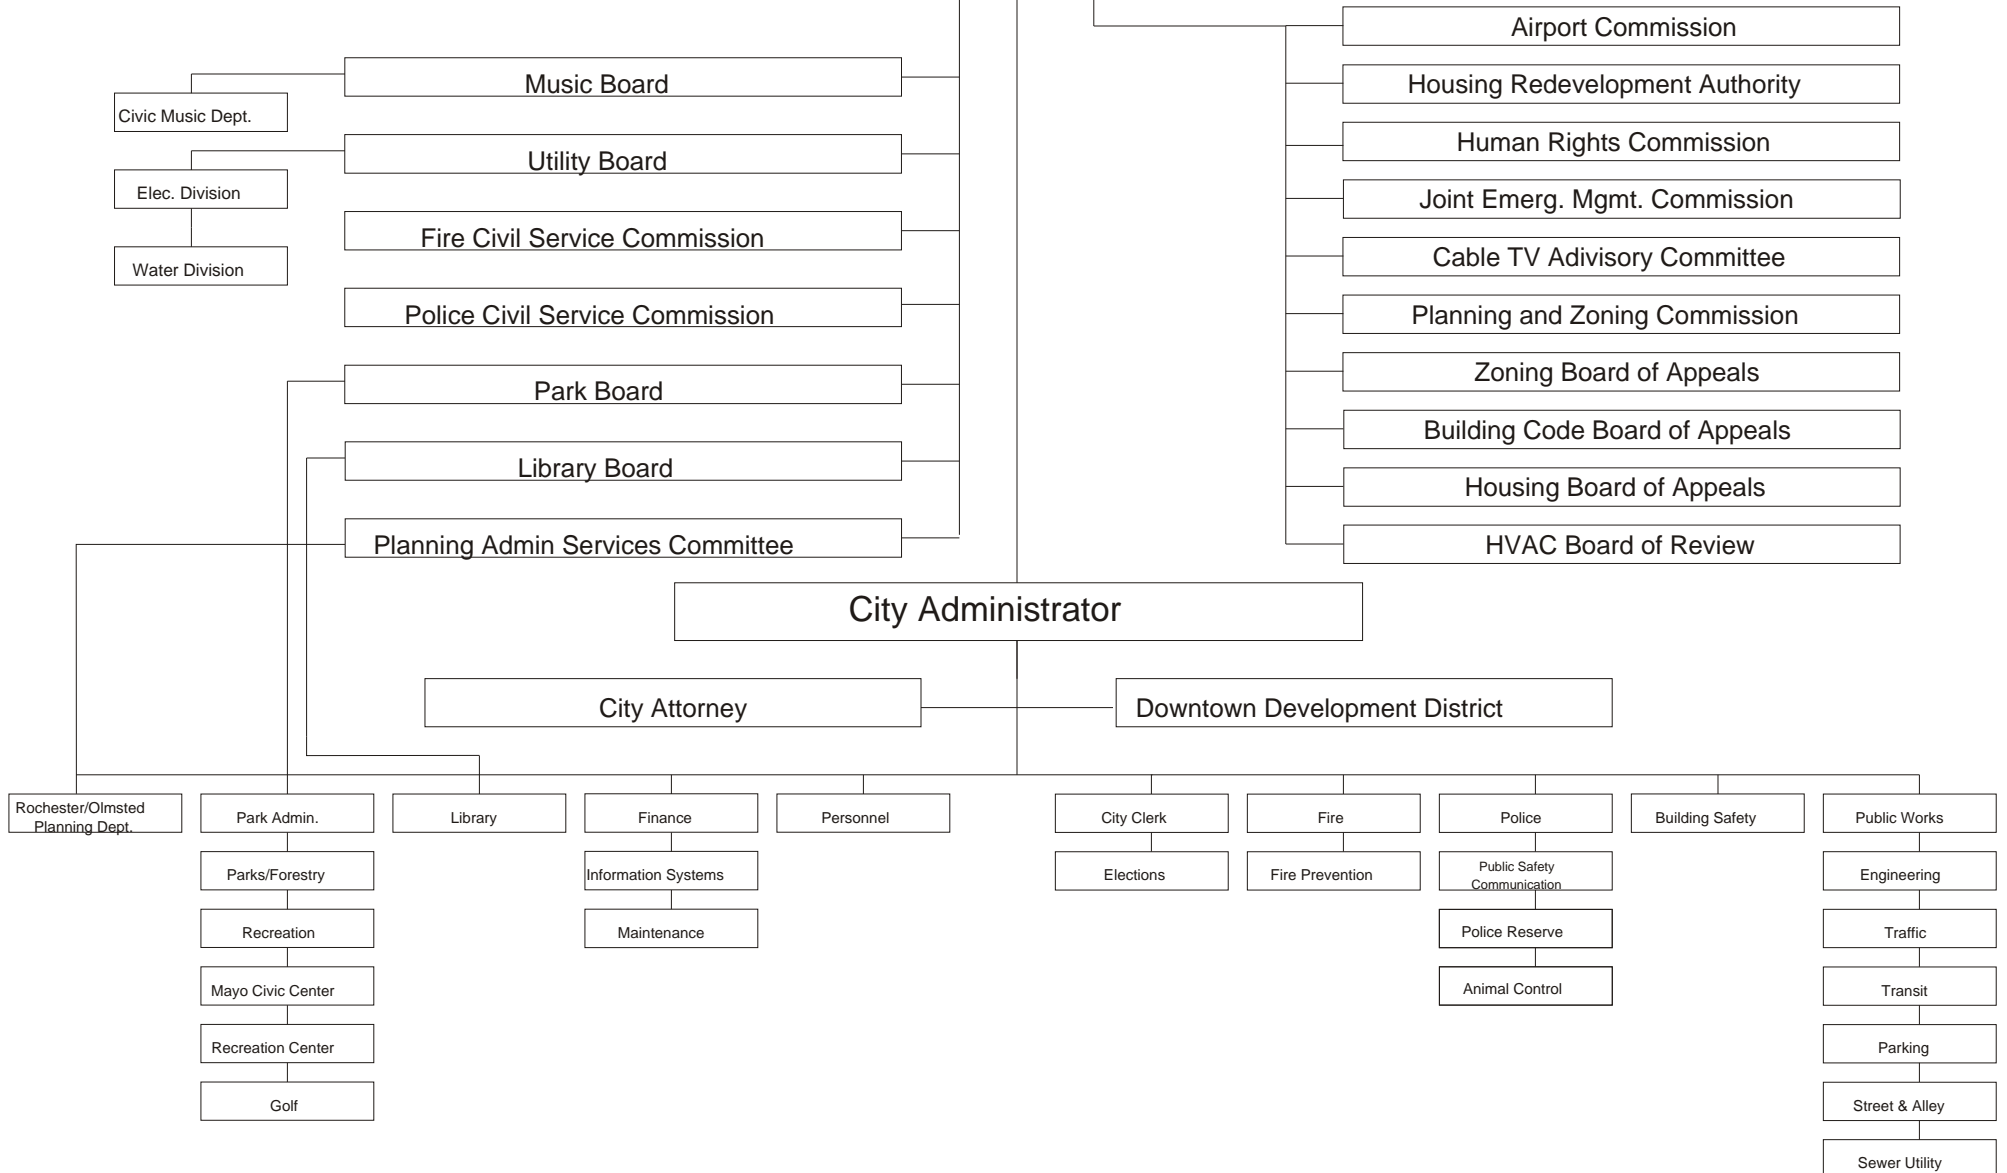 Airport Commission
Music Board
Housing Redevelopment Authority
Civic Music Dept.
Utility Board
Human Rights Commission
Elec. Division
Joint Emerg. Mgmt. Commission
Fire Civil Service Commission
Water Division
Cable TV Adivisory Committee
Police Civil Service Commission
Planning and Zoning Commission
Park Board
Zoning Board of Appeals
Building Code Board of Appeals
Library Board
Housing Board of Appeals
Planning Admin Services Committee
HVAC Board of Review
City Administrator
City Attorney
Downtown Development District
Rochester/Olmsted
Planning Dept.
Park Admin.
Library
Finance
Personnel
City Clerk
Fire
Police
Building Safety
Public Works
Parks/Forestry
Information Systems
Elections
Fire Prevention
Public Safety
Communication
Engineering
Recreation
Maintenance
Police Reserve
Traffic
Mayo Civic Center
Animal Control
Transit
Recreation Center
Parking
Golf
Street & Alley
Sewer Utility